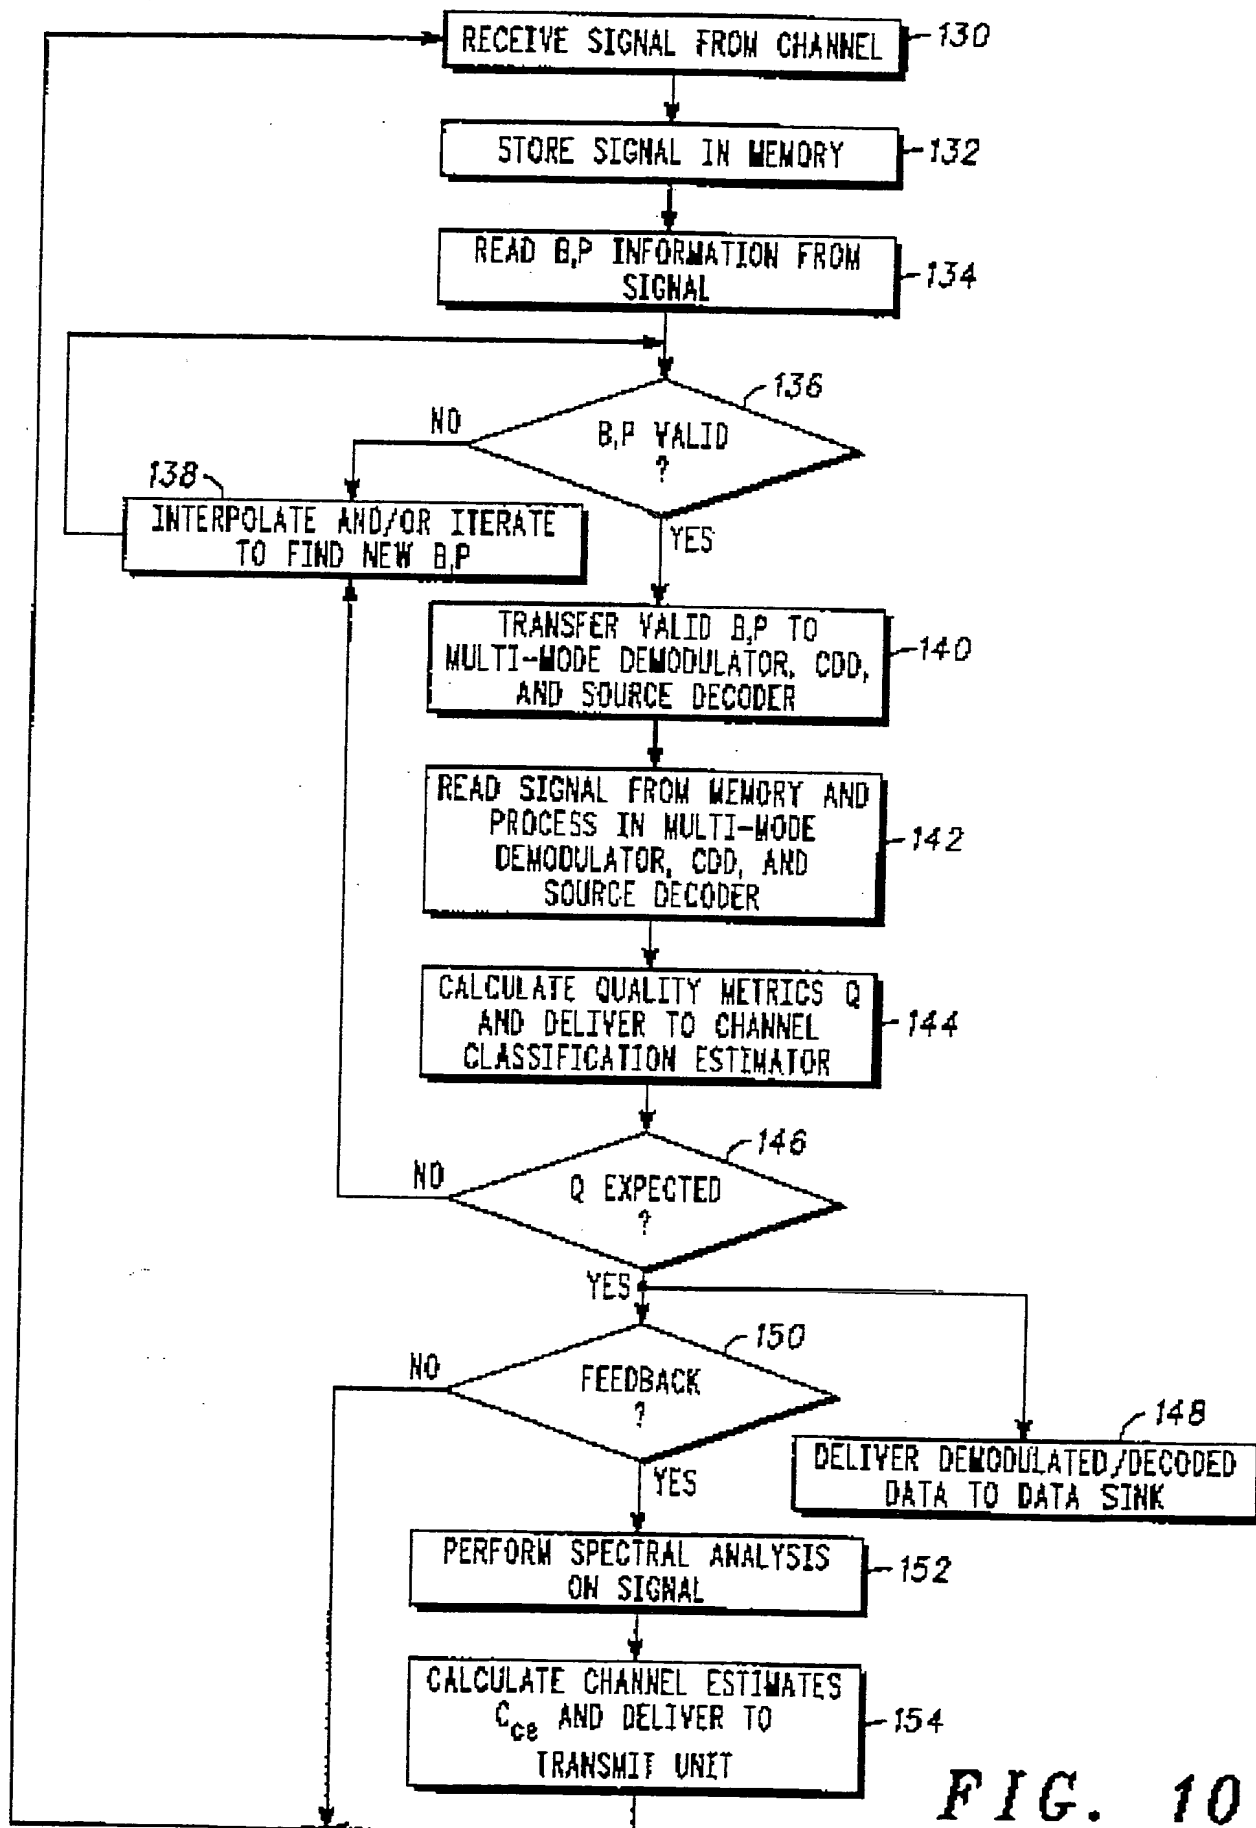 RECEIVE SIGNAL FROM CHANNEL
130
STORE SIGNAL IN MEMORY
132
READ B,P INFORMATION FROM
SIGNAL
134
136
NO
B,P VALID
?
138
INTERPOLATE AND/OR ITERATE
TO FIND NEW B,P
YES
TRANSFER VALID B,P TO
MULTI-MODE DEMODULATOR, CDD,
AND SOURCE DECODER
140
READ SIGNAL FROM MEMORY AND
PROCESS IN MULTI-MODE
DEMODULATOR, CDD, AND
SOURCE DECODER
142
CALCULATE QUALITY METRICS Q
AND DELIVER TO CHANNEL
CLASSIFICATION ESTIMATOR
144
146
NO
Q EXPECTED
?
YES
150
NO
FEEDBACK
?
148
DELIVER DEMODULATED/DECODED
DATA TO DATA SINK
YES
PERFORM SPECTRAL ANALYSIS
ON SIGNAL
152
CALCULATE CHANNEL ESTIMATES
Cce AND DELIVER TO
TRANSMIT UNIT
154
FIG. 10